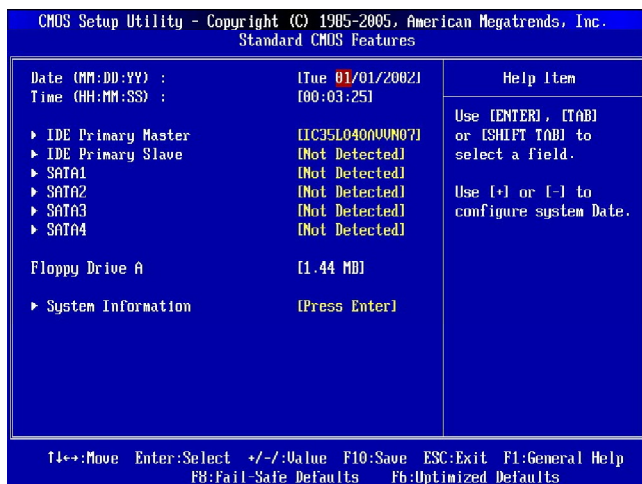 CMOS Setup Utility - Copyright (C) 1985-2005, American Megatrends, Inc.
Standard CMOS Features
Date (MM:DD:YY) : [Tue 01/01/2002]
Time (HH:MM:SS) : [00:03:25]
▶ IDE Primary Master [IC35L040AVVN07]
▶ IDE Primary Slave [Not Detected]
▶ SATA1 [Not Detected]
▶ SATA2 [Not Detected]
▶ SATA3 [Not Detected]
▶ SATA4 [Not Detected]
Floppy Drive A [1.44 MB]
▶ System Information [Press Enter]
Help Item
Use [ENTER], [TAB]
or [SHIFT TAB] to
select a field.
Use [+] or [-] to
configure system Date.
↑↓←→:Move Enter:Select +/-/:Value F10:Save ESC:Exit F1:General Help
F8:Fail-Safe Defaults F6:Optimized Defaults